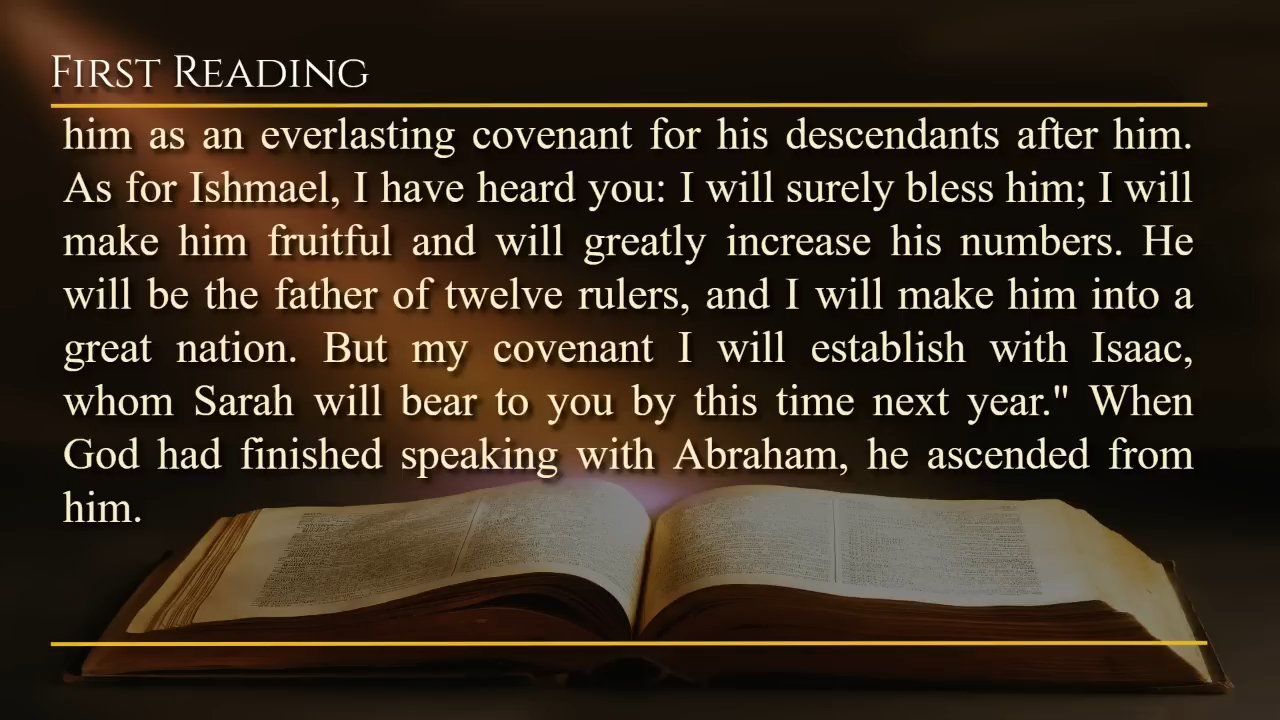 First Reading
him as an everlasting covenant for his descendants after him.
As for Ishmael, I have heard you: I will surely bless him; I will
make him fruitful and will greatly increase his numbers. He
will be the father of twelve rulers, and I will make him into a
great nation. But my covenant I will establish with Isaac,
whom Sarah will bear to you by this time next year." When
God had finished speaking with Abraham, he ascended from
him.